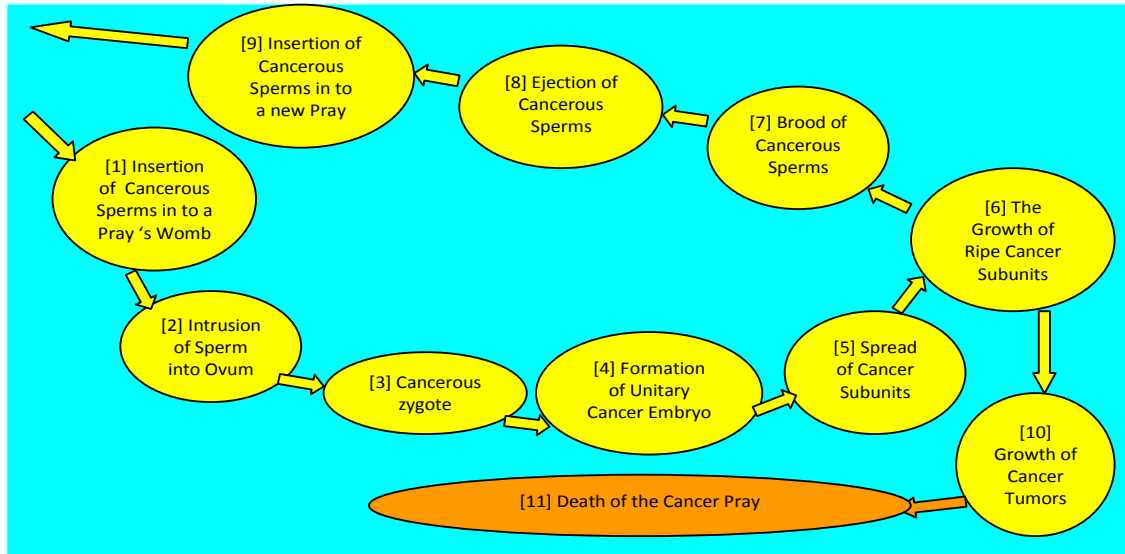 [1] Insertion
of Cancerous
Sperms in to a
Pray ‘s Womb
[2] Intrusion
of Sperm
into Ovum
[3] Cancerous
zygote
[4] Formation
of Unitary
Cancer Embryo
[5] Spread
of Cancer
Subunits
[6] The
Growth of
Ripe Cancer
Subunits
[7] Brood of
Cancerous
Sperms
[8] Ejection of
Cancerous
Sperms
[9] Insertion of
Cancerous
Sperms in to
a new Pray
[10]
Growth of
Cancer
Tumors
[11] Death of the Cancer Pray